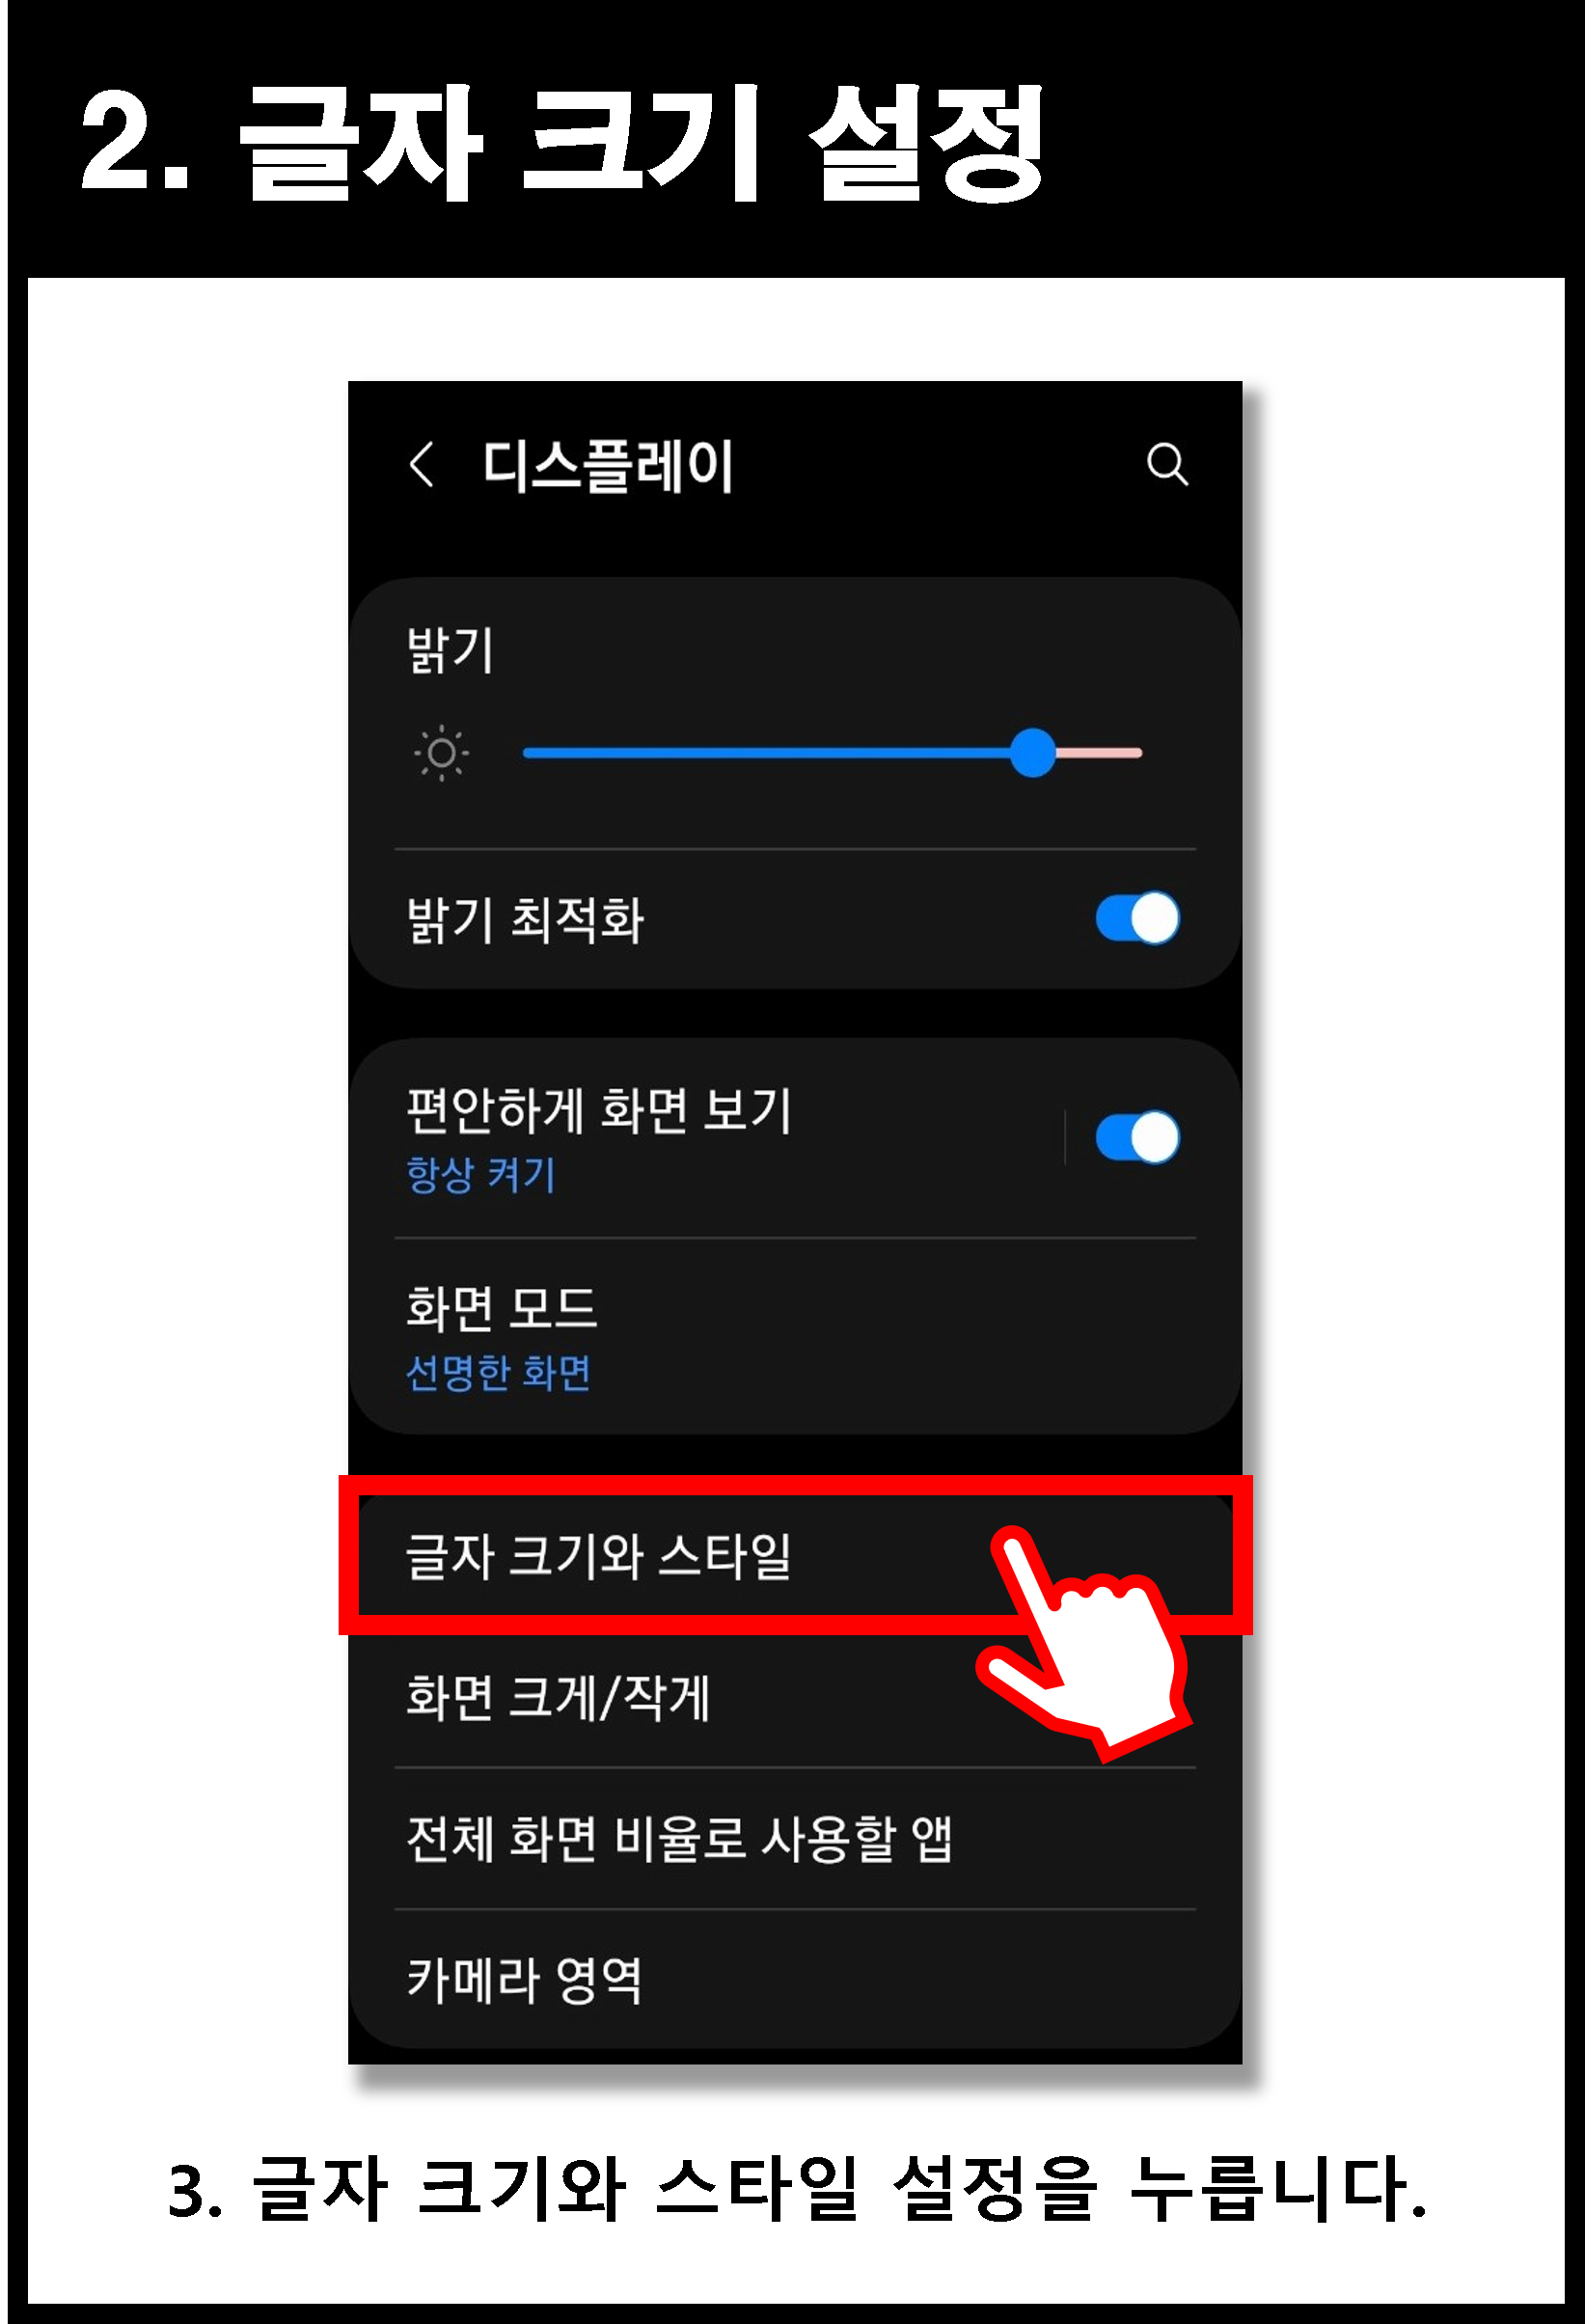 2. 글자 크기 설정
디스플레이
밝기
밝기 최적화
편안하게 화면 보기
항상 켜기
화면 모드
선명한 화면
글자 크기와 스타일
화면 크게/작게
전체 화면 비율로 사용할 앱
카메라 영역
3. 글자 크기와 스타일 설정을 누릅니다.